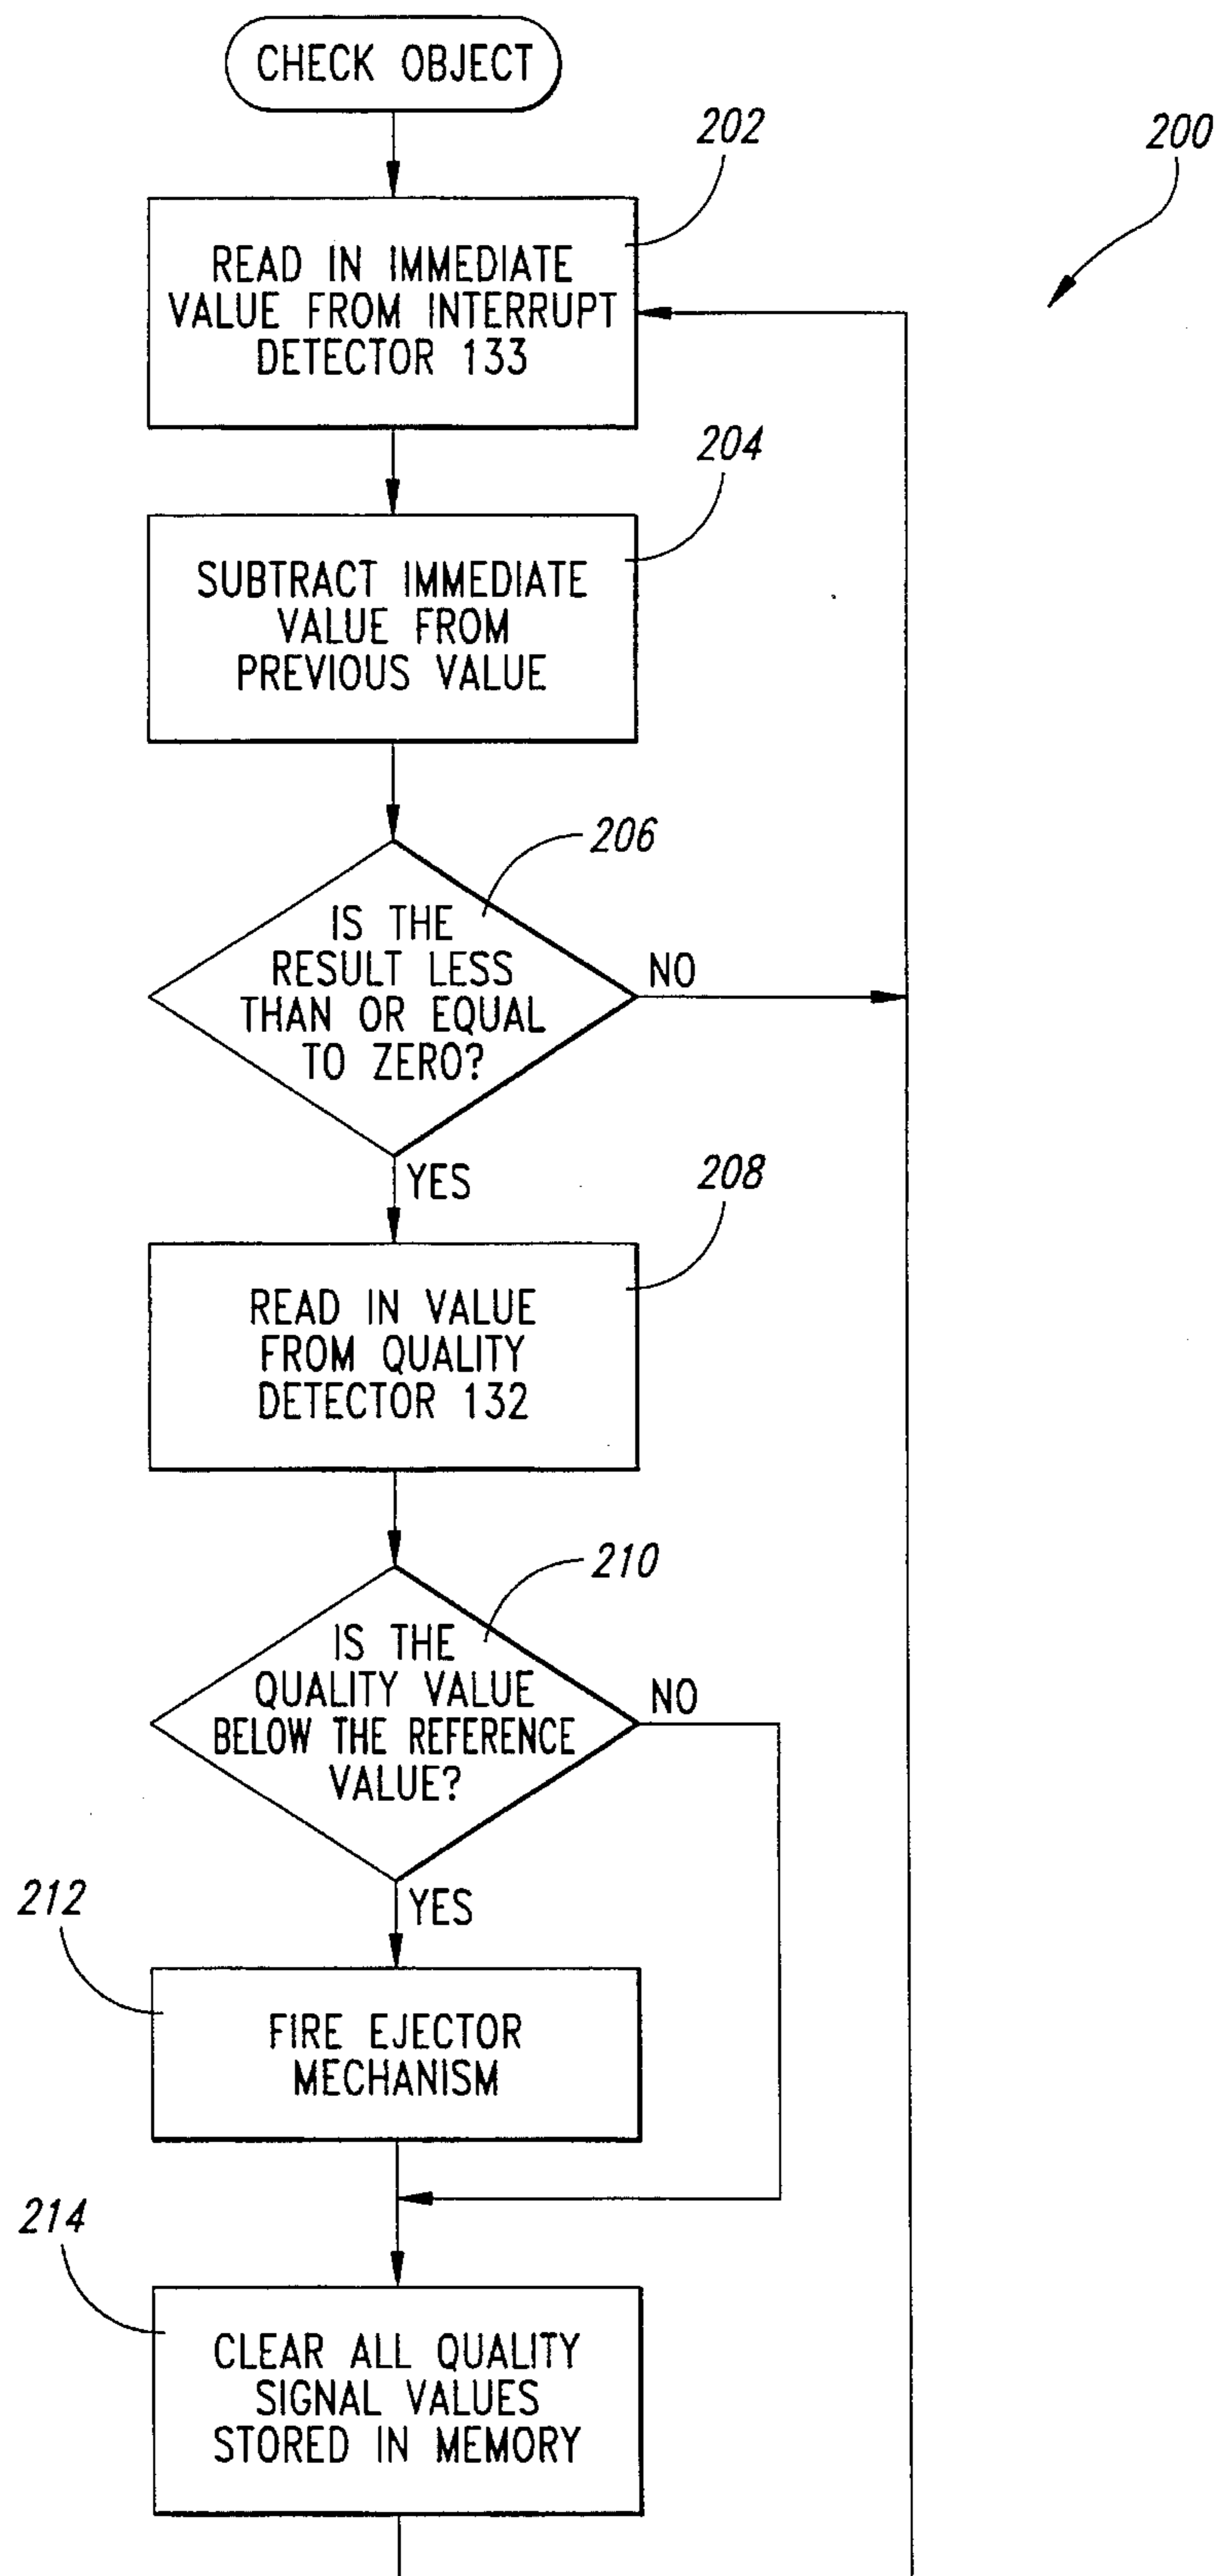 CHECK OBJECT
202
200
READ IN IMMEDIATE
VALUE FROM INTERRUPT
DETECTOR 133
204
SUBTRACT IMMEDIATE
VALUE FROM
PREVIOUS VALUE
206
IS THE
RESULT LESS
THAN OR EQUAL
TO ZERO?
NO
YES
208
READ IN VALUE
FROM QUALITY
DETECTOR 132
210
IS THE
QUALITY VALUE
BELOW THE REFERENCE
VALUE?
NO
YES
212
FIRE EJECTOR
MECHANISM
214
CLEAR ALL QUALITY
SIGNAL VALUES
STORED IN MEMORY